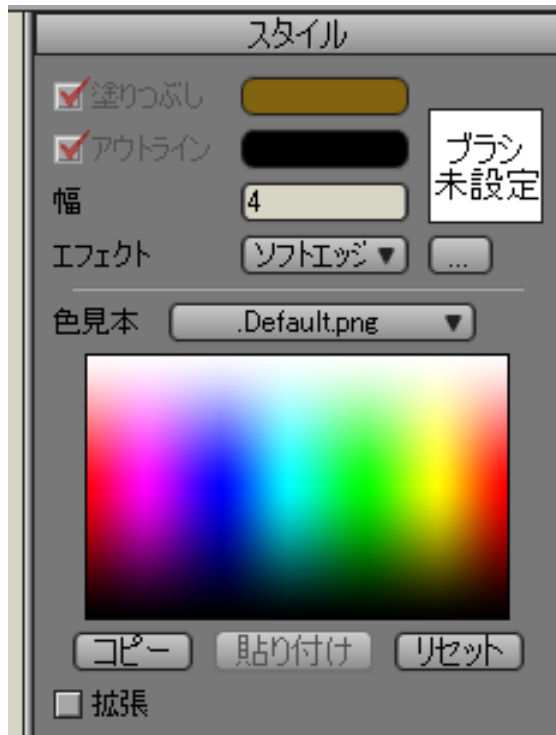 スタイル
塗りつぶし
アウトライン
ブラシ
未設定
幅
4
エフェクト
ソフトエッジ
...
色見本
.Default.png
コピー
貼り付け
リセット
拡張